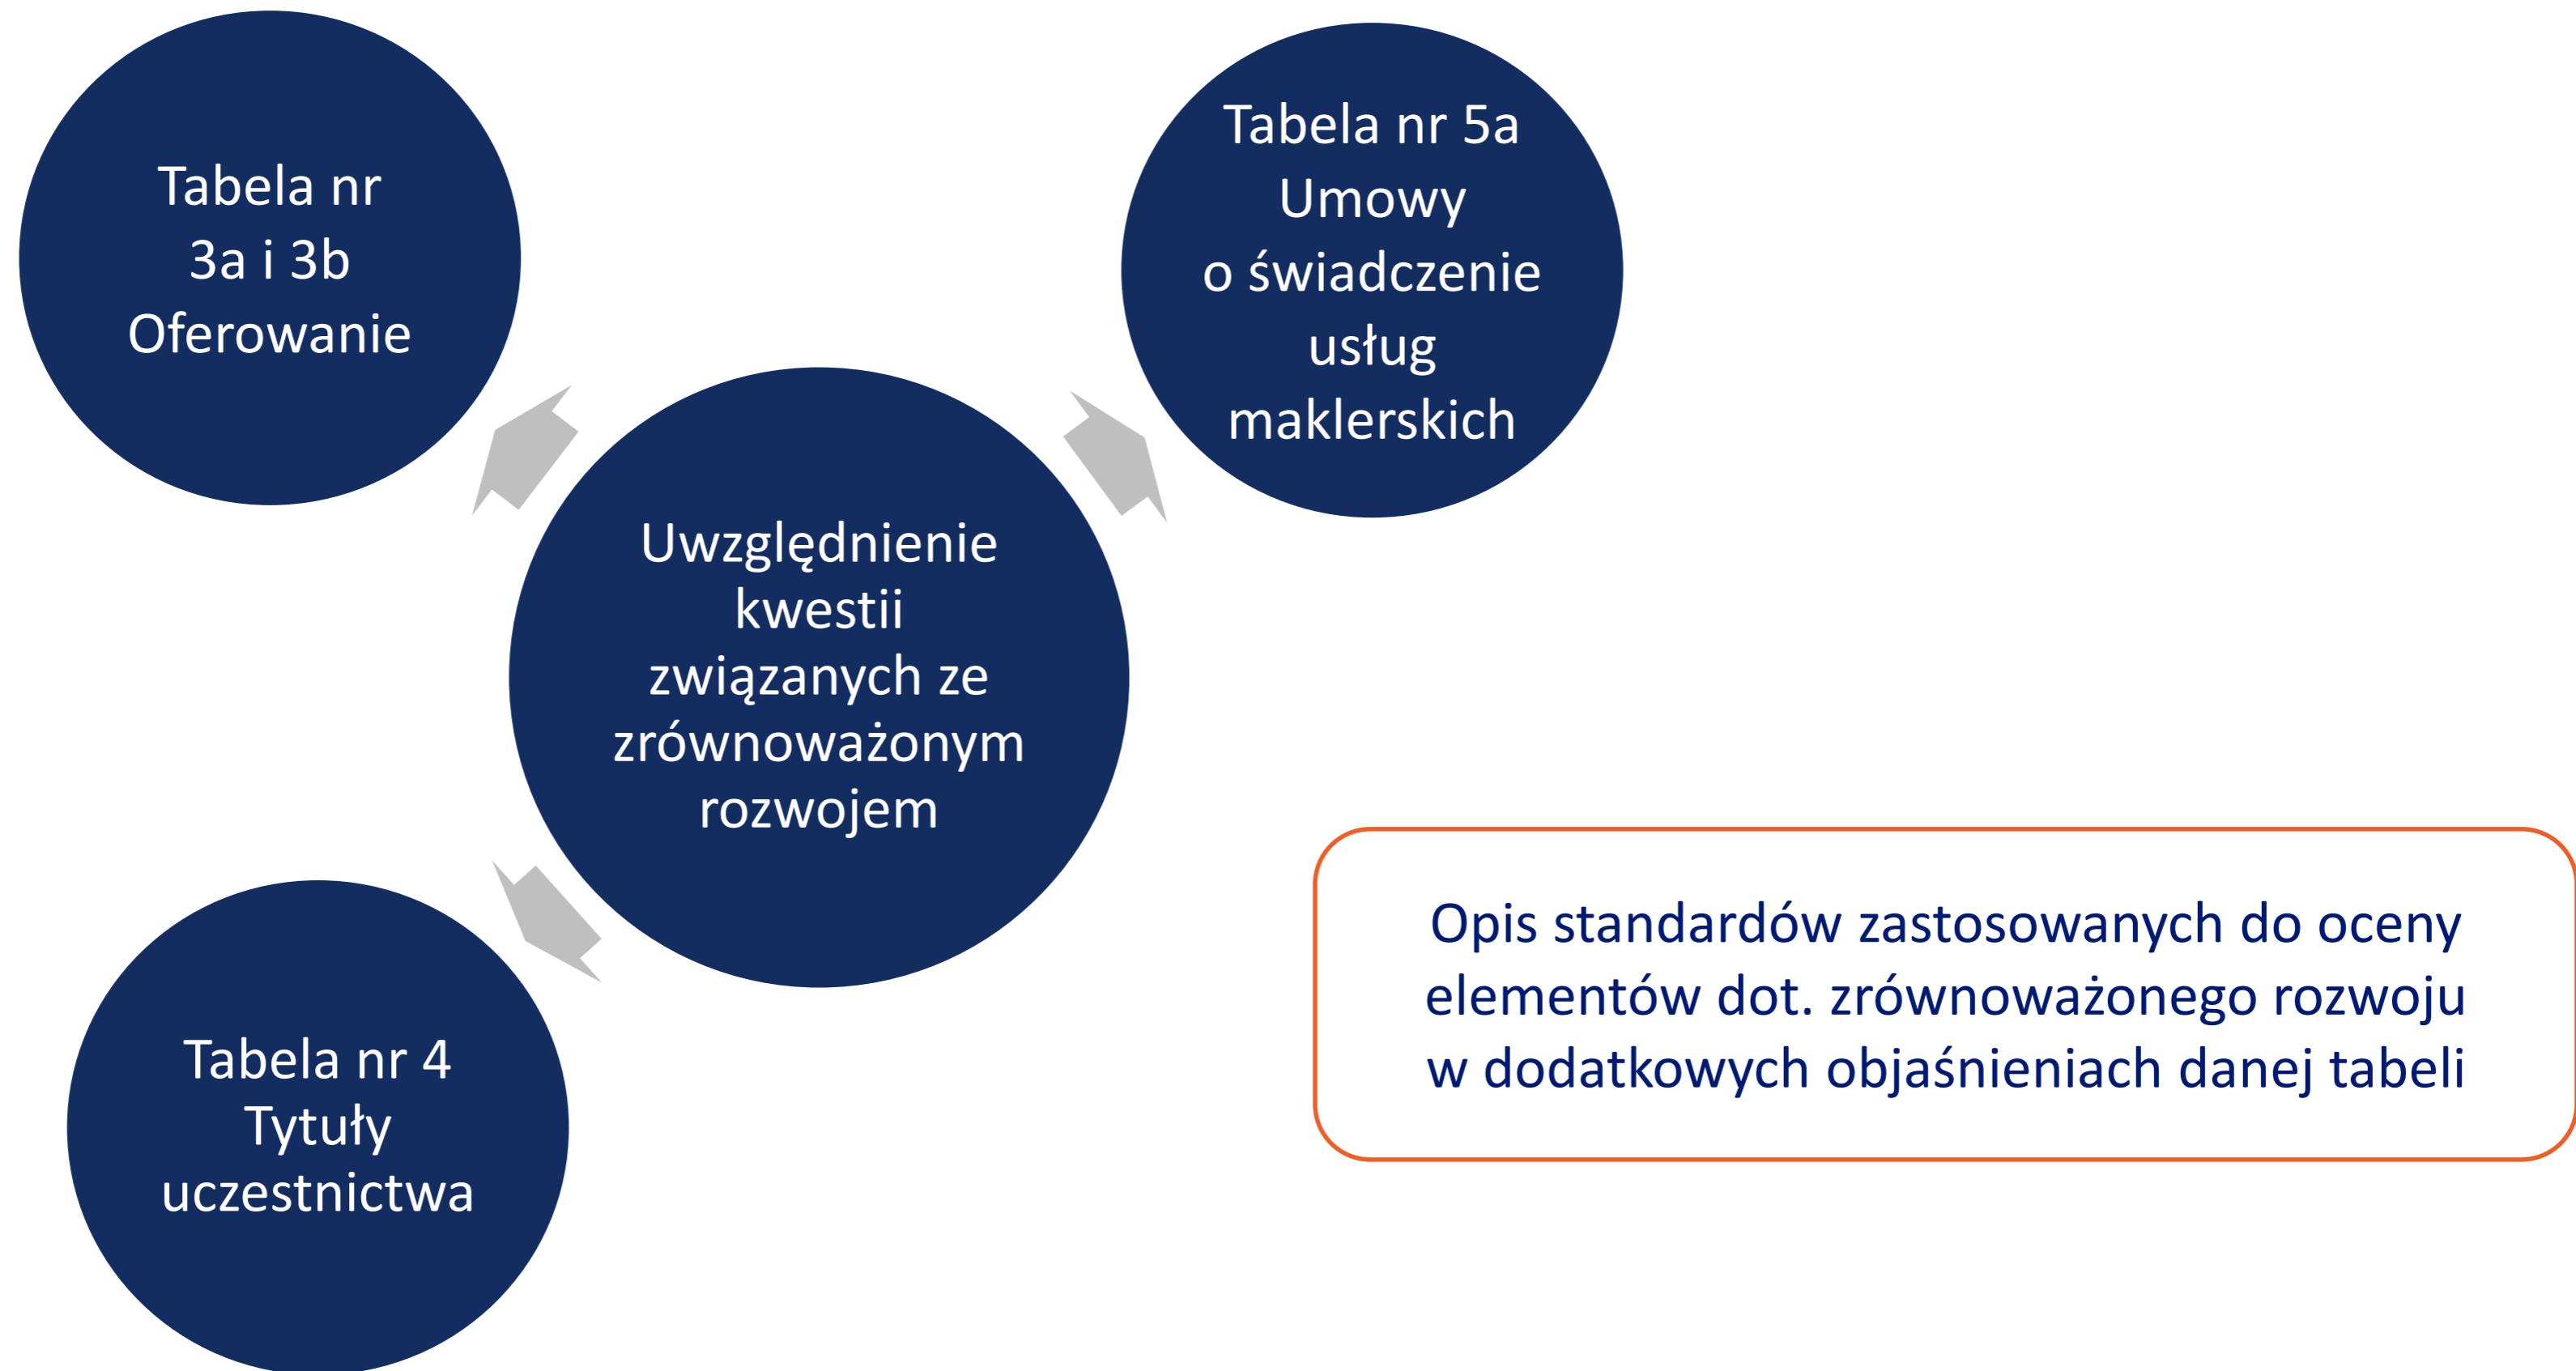 Tabela nr
3a i 3b
Oferowanie
Tabela nr 5a
Umowy
o świadczenie
usług
maklerskich
Uwzględnienie
kwestii
związanych ze
zrównoważonym
rozwojem
Tabela nr 4
Tytuły
uczestnictwa
Opis standardów zastosowanych do oceny
elementów dot. zrównoważonego rozwoju
w dodatkowych objaśnieniach danej tabeli